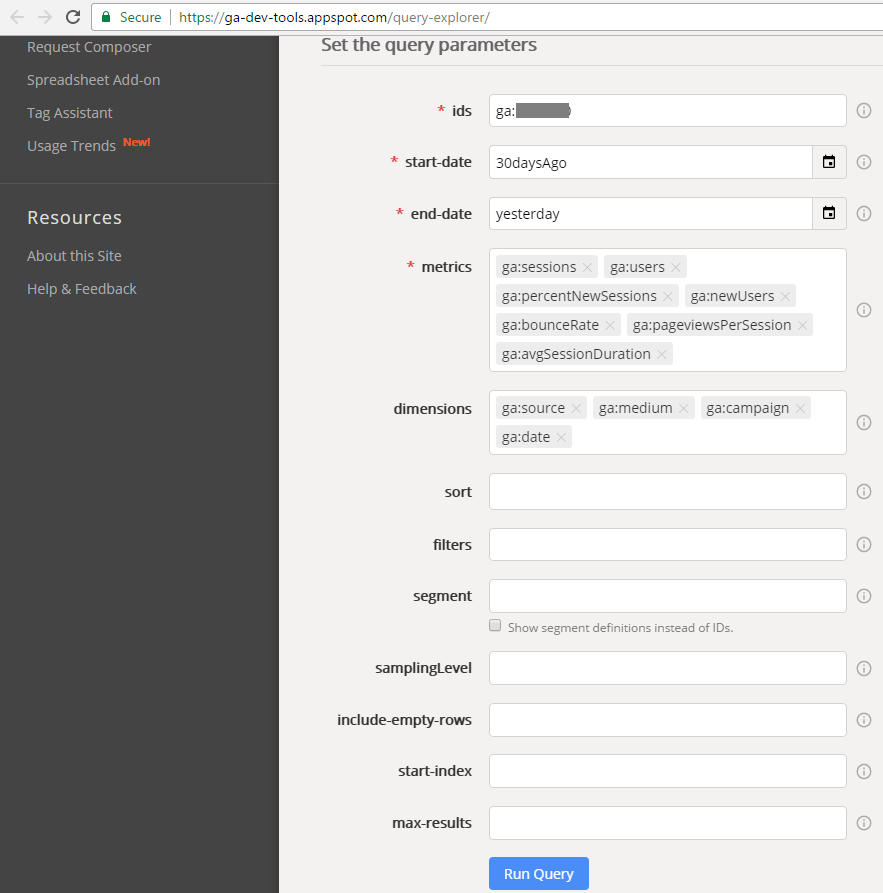 Secure https://ga-dev-tools.appspot.com/query-explorer/
Request Composer
Spreadsheet Add-on
Tag Assistant
Usage Trends New!
Resources
About this Site
Help & Feedback
Set the query parameters
* ids ga:
* start-date 30daysAgo
* end-date yesterday
* metrics ga:sessions × ga:users ×
ga:percentNewSessions × ga:newUsers ×
ga:bounceRate × ga:pageviewsPerSession ×
ga:avgSessionDuration ×
dimensions ga:source × ga:medium × ga:campaign ×
ga:date ×
sort
filters
segment
Show segment definitions instead of IDs.
samplingLevel
include-empty-rows
start-index
max-results
Run Query